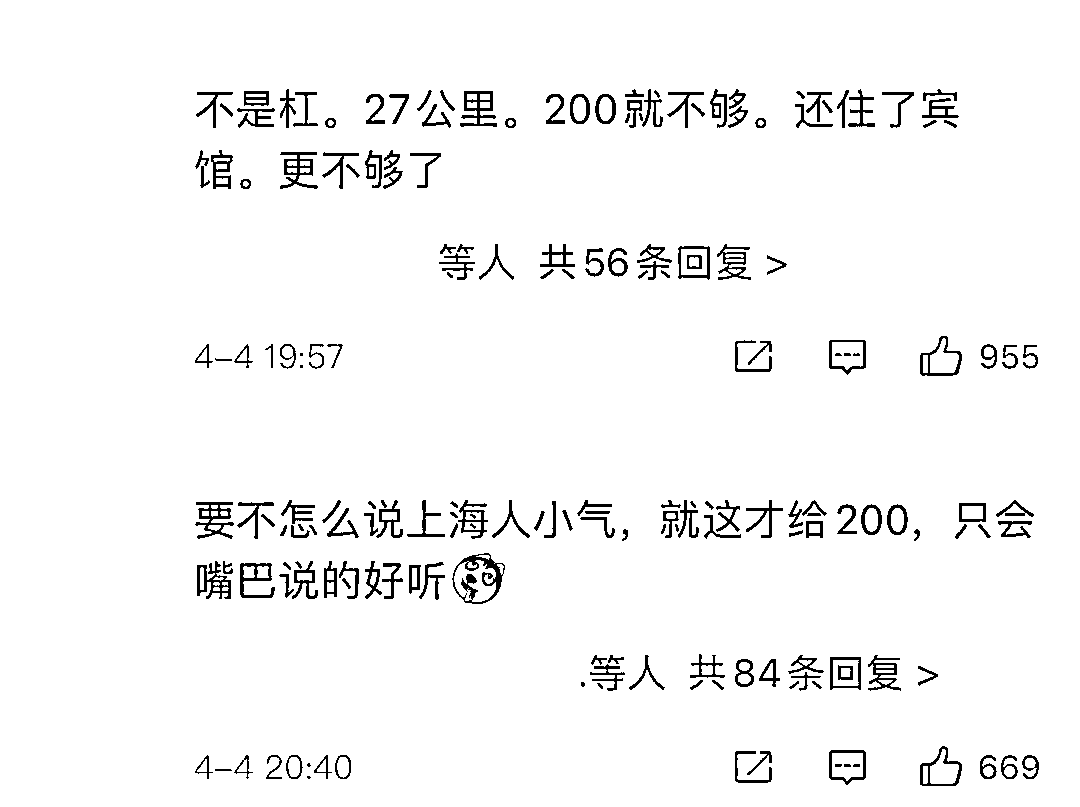 不是杠。27公里。200就不够。还住了宾
馆。更不够了
等人 共56条回复 >
4-4 19:57 955
要不怎么说上海人小气，就这才给200，只会
嘴巴说的好听
.等人 共84条回复 >
4-4 20:40 669